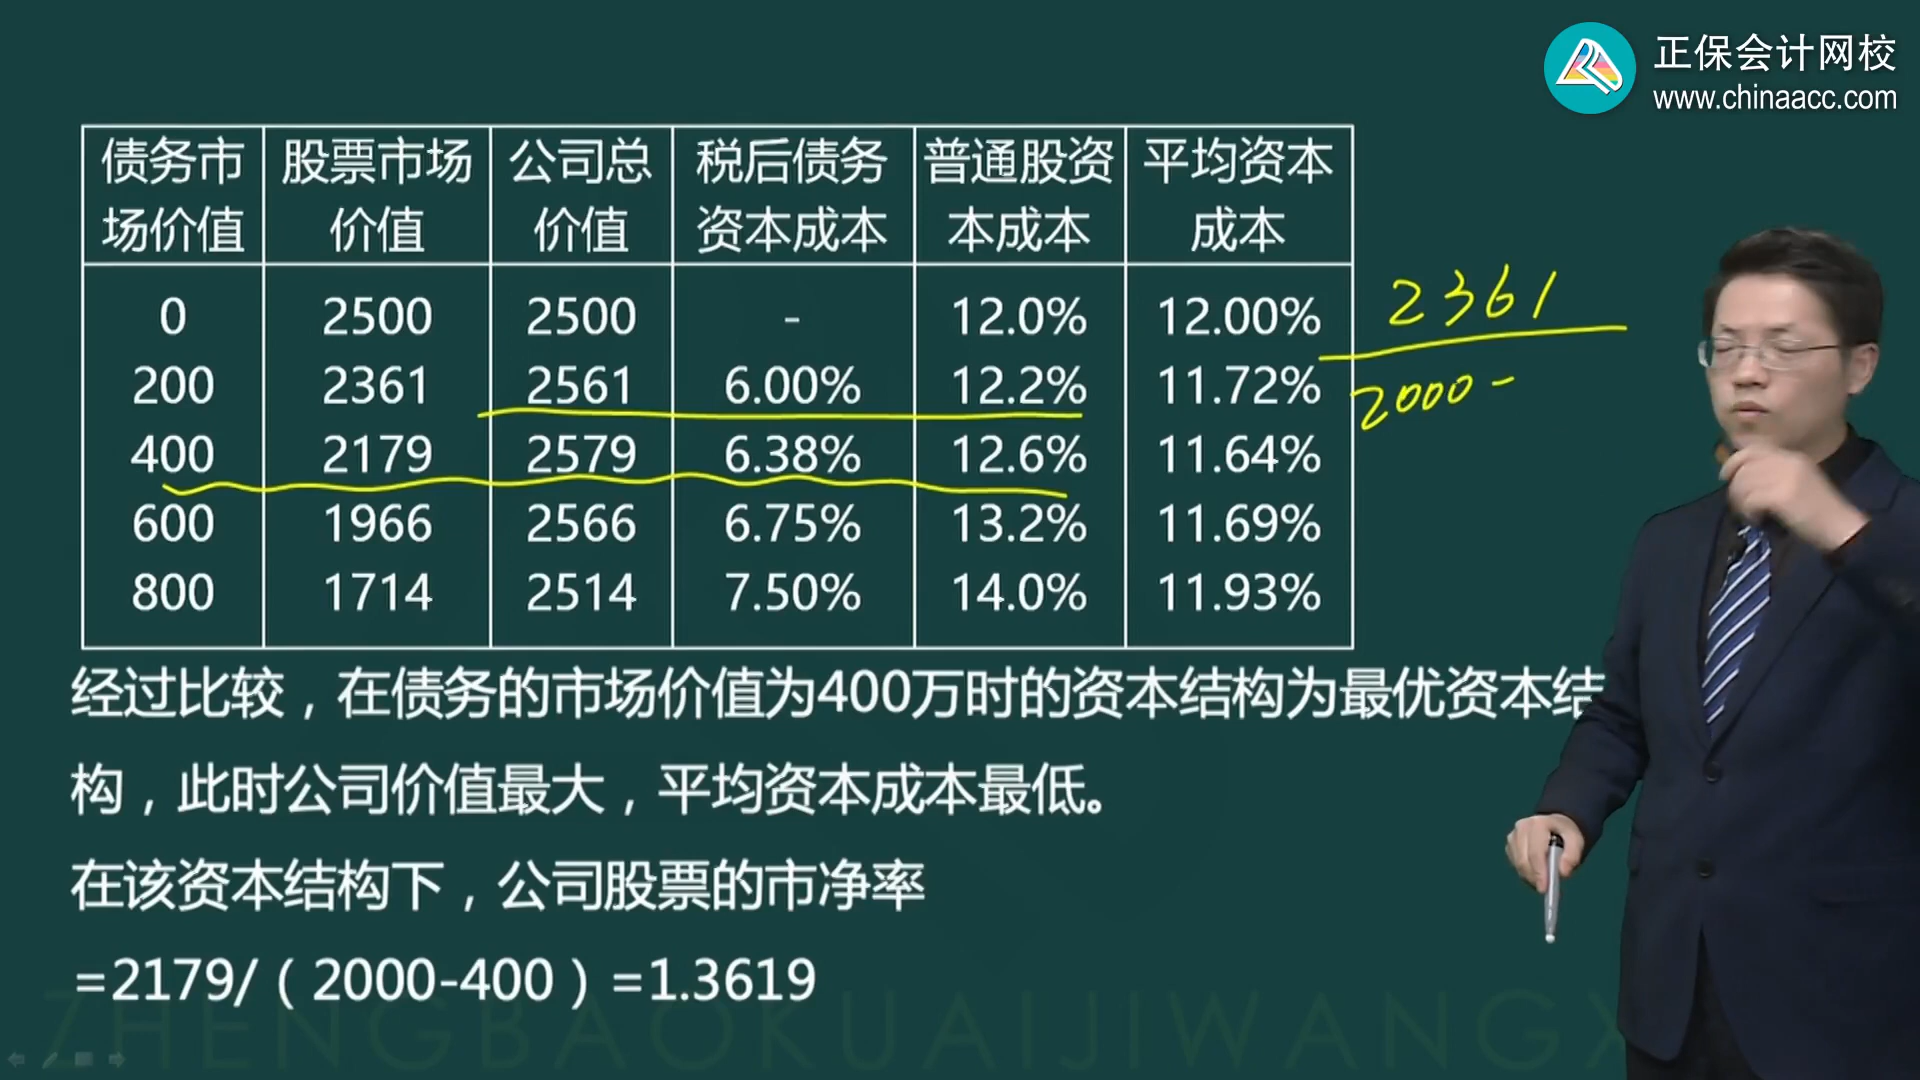 正保会计网校
www.chinaacc.com
债务市场价值 股票市场价值 公司总价值 税后债务资本成本 普通股资本成本 平均资本成本
0 2500 2500 - 12.0% 12.00%
200 2361 2561 6.00% 12.2% 11.72%
400 2179 2579 6.38% 12.6% 11.64%
600 1966 2566 6.75% 13.2% 11.69%
800 1714 2514 7.50% 14.0% 11.93%
2361
2000-
经过比较，在债务的市场价值为400万时的资本结构为最优资本结
构，此时公司价值最大，平均资本成本最低。
在该资本结构下，公司股票的市净率
=2179/（2000-400）=1.3619
ZHENGBAOKUAIJIWANGX